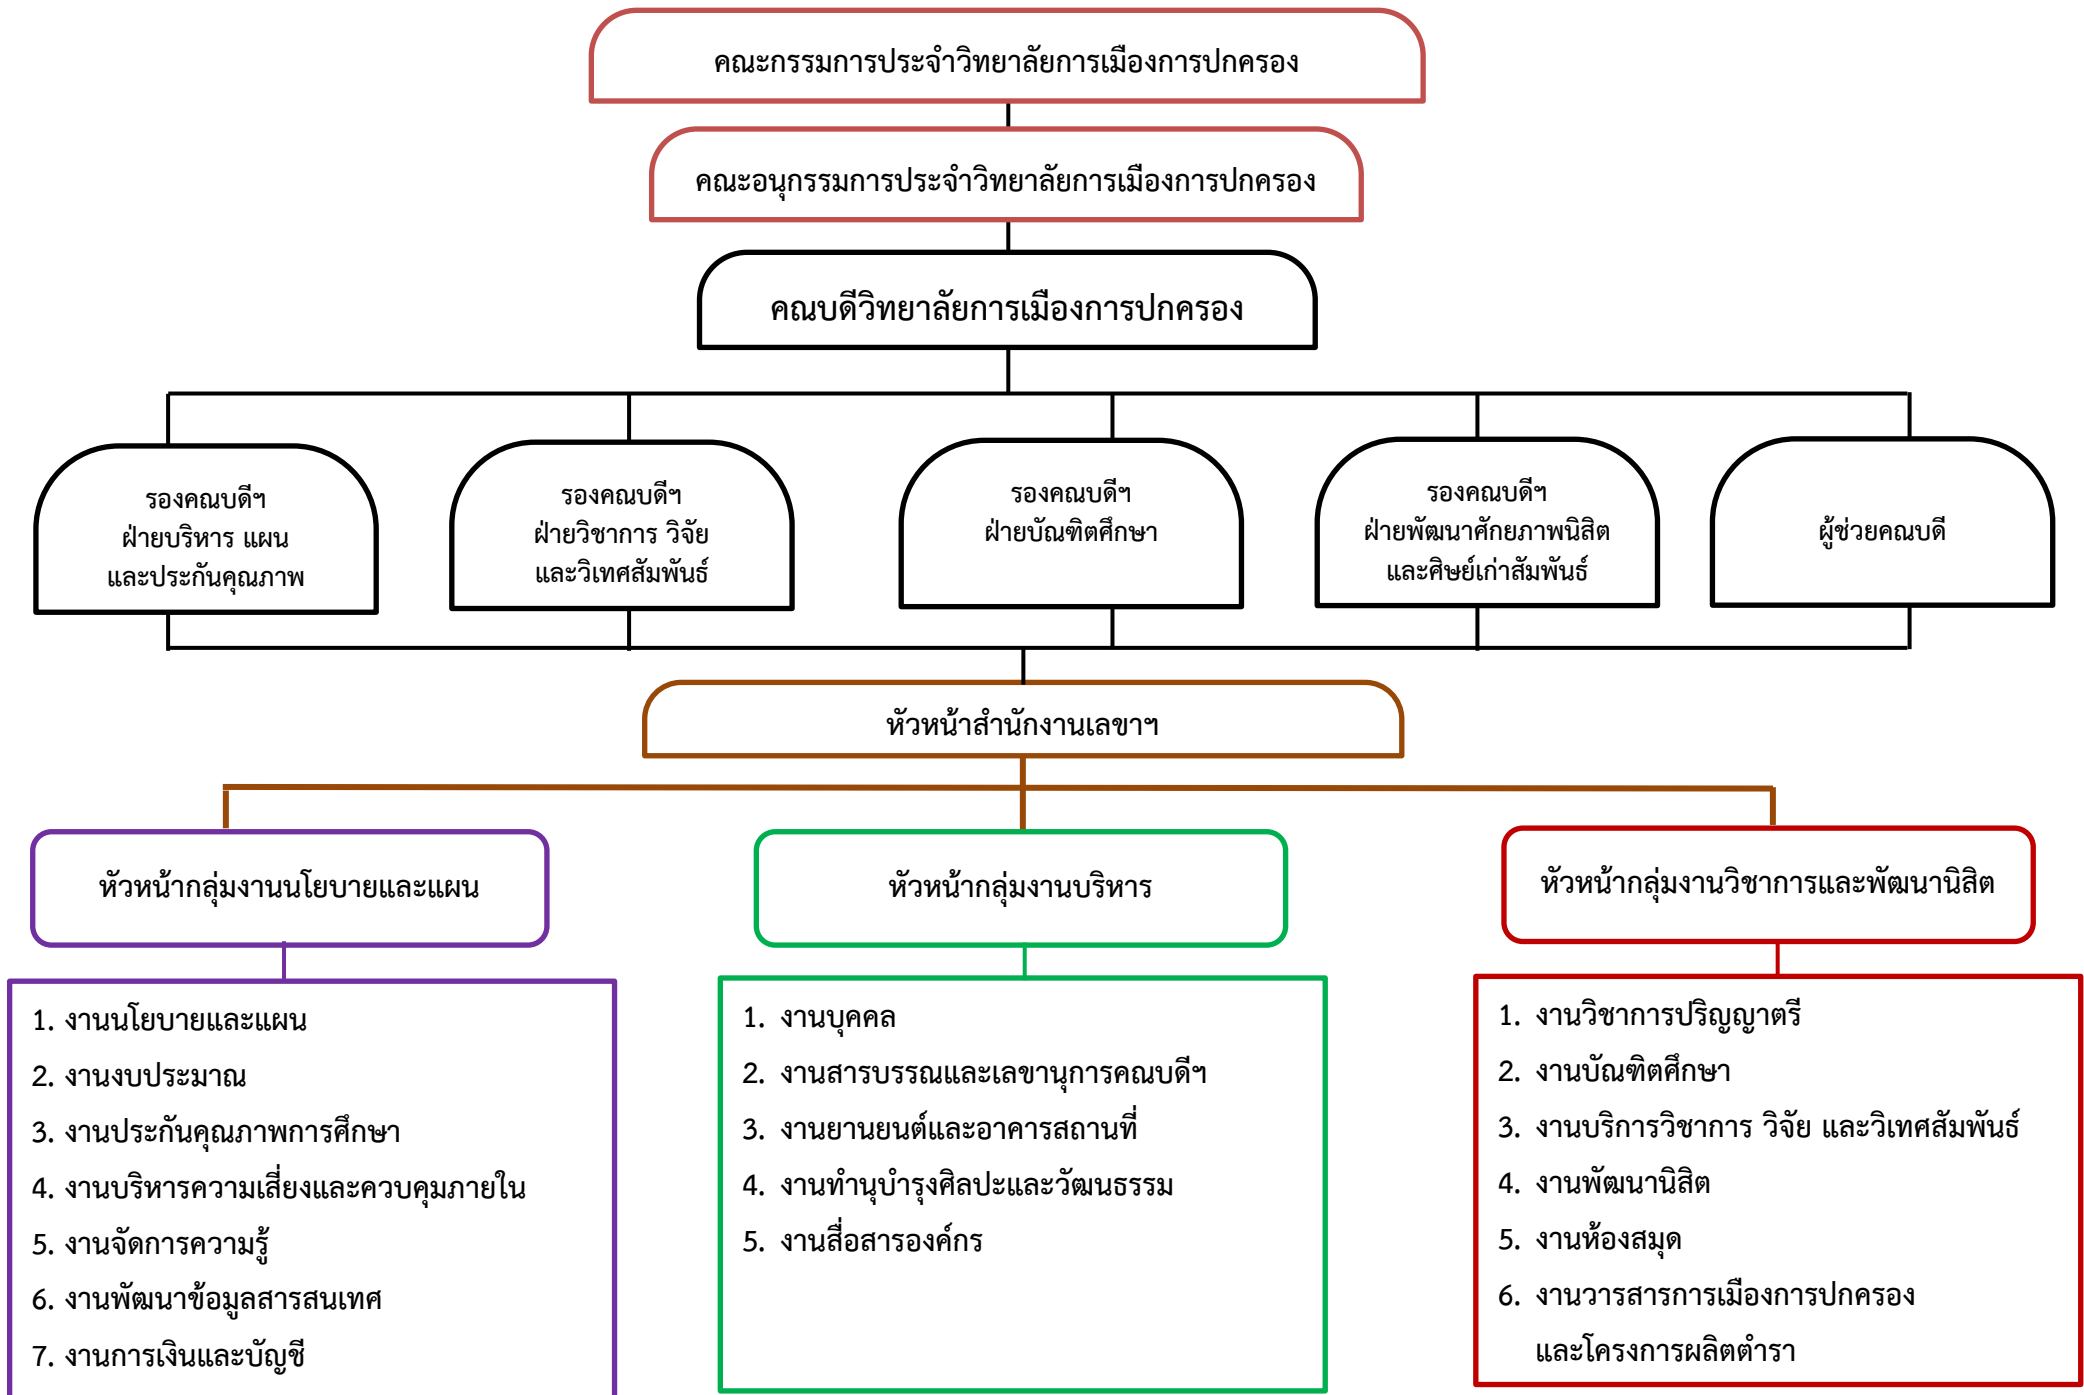 คณะกรรมการประจำวิทยาลัยการเมืองการปกครอง
คณะอนุกรรมการประจำวิทยาลัยการเมืองการปกครอง
คณบดีวิทยาลัยการเมืองการปกครอง
รองคณบดีฯ
ฝ่ายบริหาร แผน
และประกันคุณภาพ
รองคณบดีฯ
ฝ่ายวิชาการ วิจัย
และวิเทศสัมพันธ์
รองคณบดีฯ
ฝ่ายบัณฑิตศึกษา
รองคณบดีฯ
ฝ่ายพัฒนาศักยภาพนิสิต
และศิษย์เก่าสัมพันธ์
ผู้ช่วยคณบดี
หัวหน้าสำนักงานเลขาฯ
หัวหน้ากลุ่มงานนโยบายและแผน
1. งานนโยบายและแผน
2. งานงบประมาณ
3. งานประกันคุณภาพการศึกษา
4. งานบริหารความเสี่ยงและควบคุมภายใน
5. งานจัดการความรู้
6. งานพัฒนาข้อมูลสารสนเทศ
7. งานการเงินและบัญชี
หัวหน้ากลุ่มงานบริหาร
1. งานบุคคล
2. งานสารบรรณและเลขานุการคณบดีฯ
3. งานยานยนต์และอาคารสถานที่
4. งานทำนุบำรุงศิลปะและวัฒนธรรม
5. งานสื่อสารองค์กร
หัวหน้ากลุ่มงานวิชาการและพัฒนานิสิต
1. งานวิชาการปริญญาตรี
2. งานบัณฑิตศึกษา
3. งานบริการวิชาการ วิจัย และวิเทศสัมพันธ์
4. งานพัฒนานิสิต
5. งานห้องสมุด
6. งานวารสารการเมืองการปกครอง
และโครงการผลิตตำรา